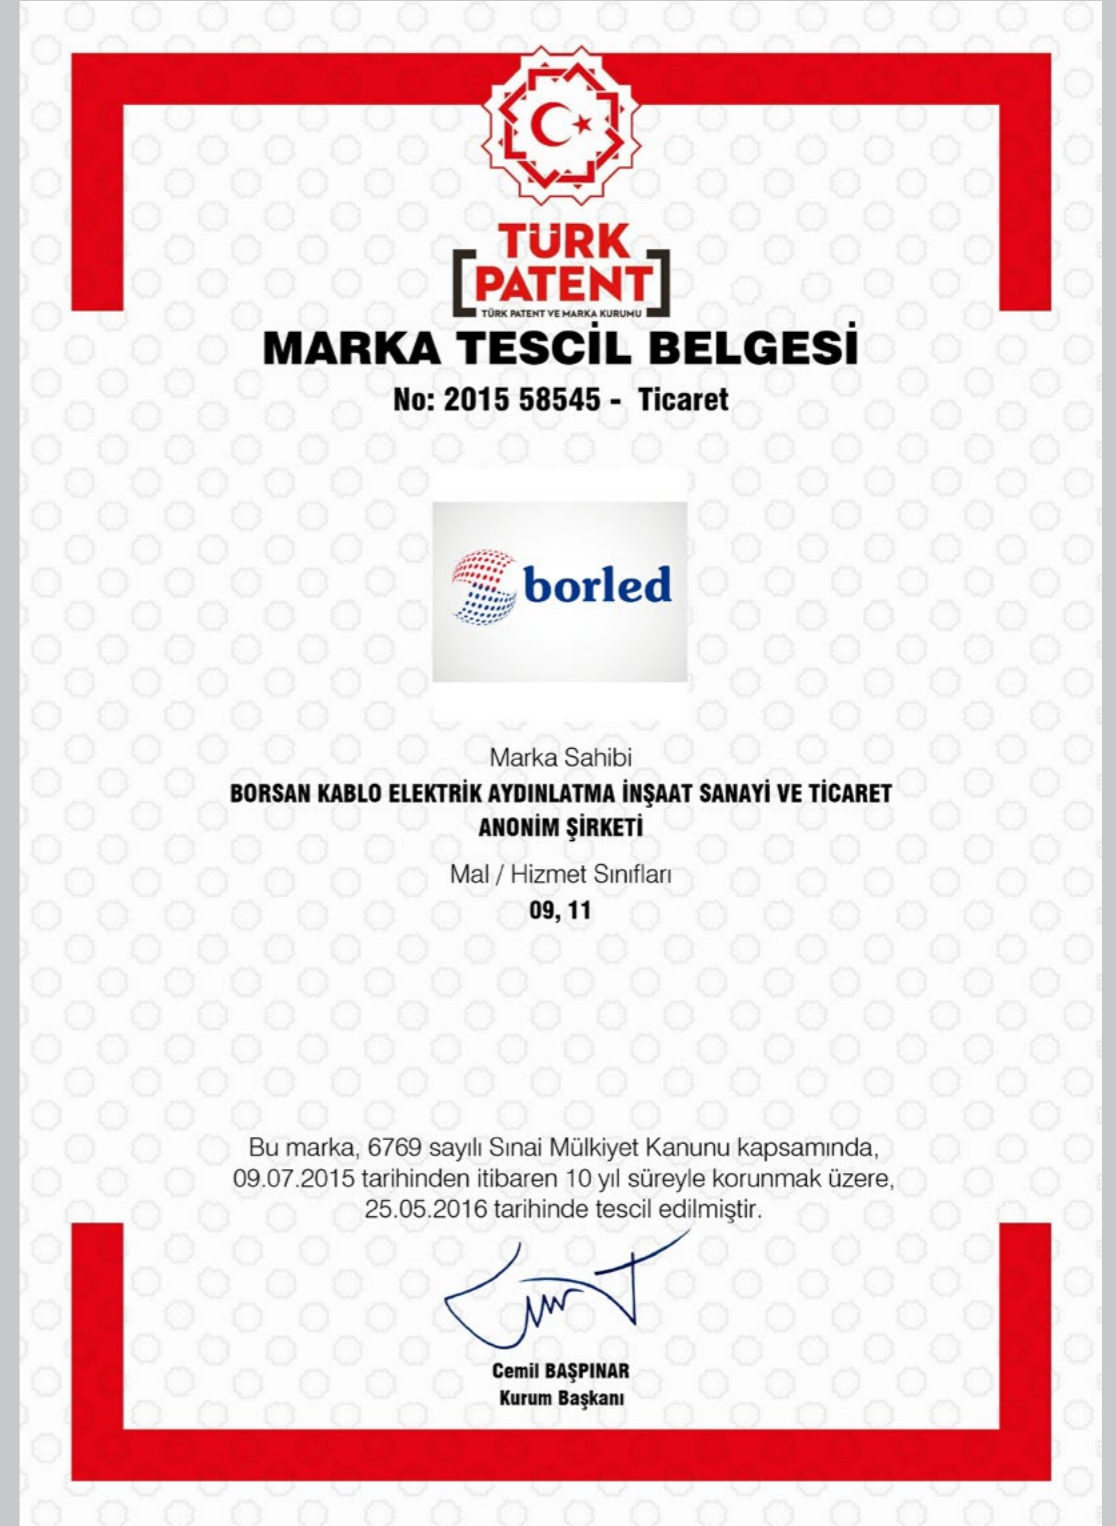 TÜRK
PATENT
TÜRK PATENT VE MARKA KURUMU
MARKA TESCİL BELGESİ
No: 2015 58545 - Ticaret
borled
Marka Sahibi
BORSAN KABLO ELEKTRİK AYDINLATMA İNŞAAT SANAYİ VE TİCARET
ANONİM ŞİRKETİ
Mal / Hizmet Sınıfları
09, 11
Bu marka, 6769 sayılı Sınai Mülkiyet Kanunu kapsamında,
09.07.2015 tarihinden itibaren 10 yıl süreyle korunmak üzere,
25.05.2016 tarihinde tescil edilmiştir.
Cemil BAŞPINAR
Kurum Başkanı